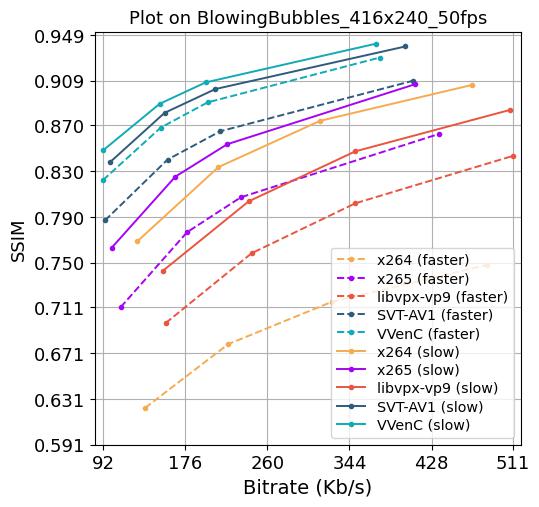 Plot on BlowingBubbles_416x240_50fps
0.949
0.909
0.870
0.830
0.790
0.750
0.711
0.671
0.631
0.591
SSIM
x264 (faster)
x265 (faster)
libvpx-vp9 (faster)
SVT-AV1 (faster)
VVenC (faster)
x264 (slow)
x265 (slow)
libvpx-vp9 (slow)
SVT-AV1 (slow)
VVenC (slow)
92 176 260 344 428 511
Bitrate (Kb/s)